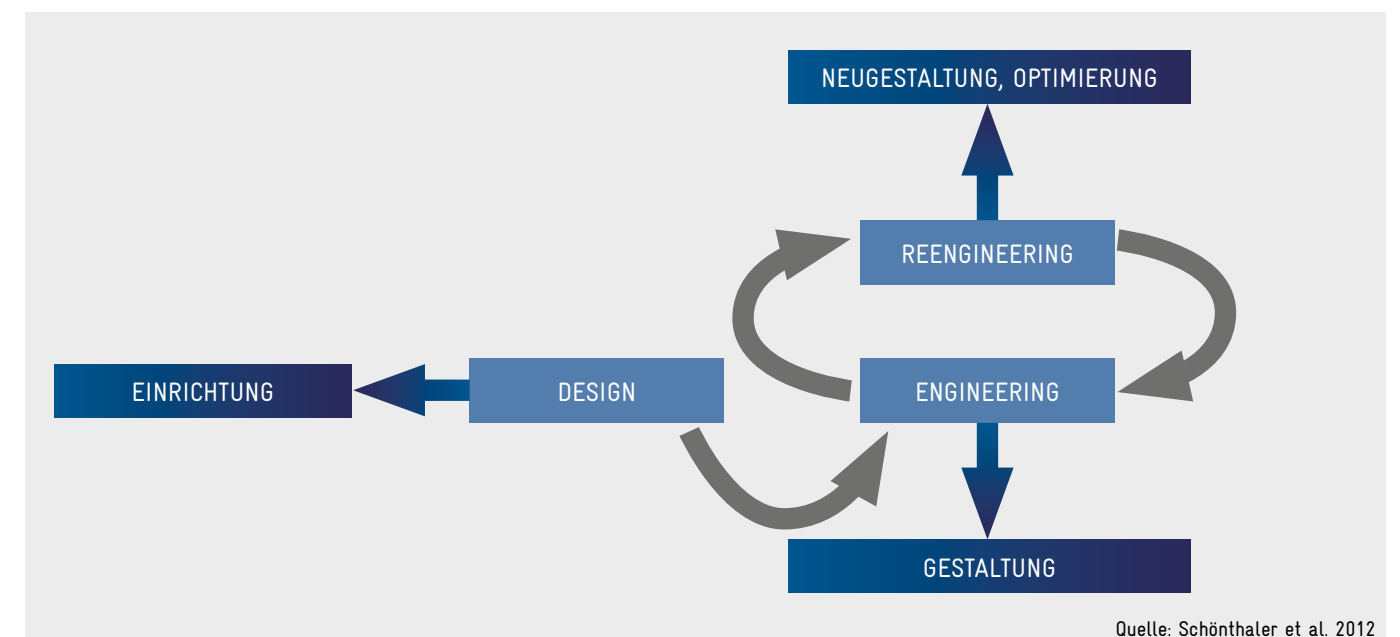 NEUGESTALTUNG, OPTIMIERUNG
REENGINEERING
EINRICHTUNG
DESIGN
ENGINEERING
GESTALTUNG
Quelle: Schönthaler et al. 2012